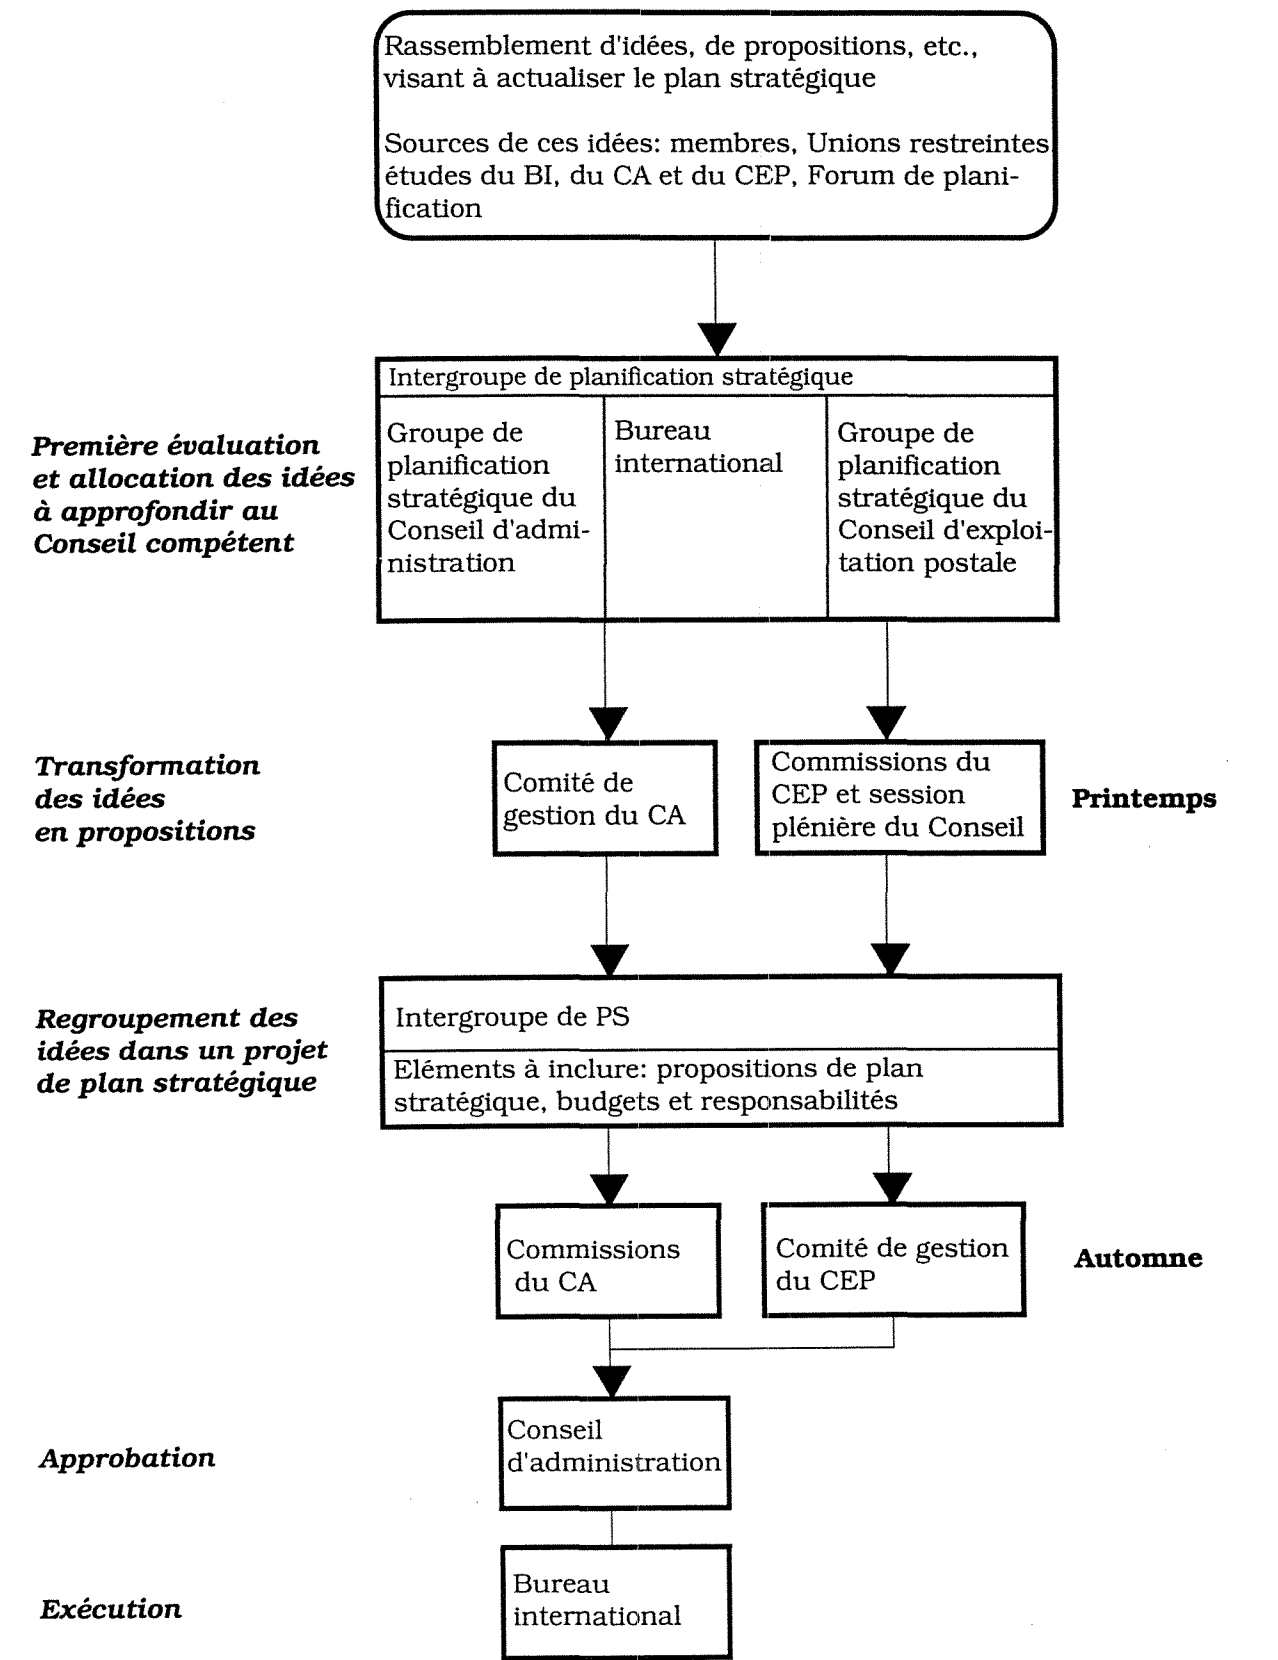 Rassemblement d'idées, de propositions, etc.,
visant à actualiser le plan stratégique
Sources de ces idées: membres, Unions restreintes
études du BI, du CA et du CEP, Forum de plani-
fication
Intergroupe de planification stratégique
Première évaluation
et allocation des idées
à approfondir au
Conseil compétent
Groupe de
planification
stratégique du
Conseil d'admi-
nistration
Bureau
international
Groupe de
planification
stratégique du
Conseil d'exploi-
tation postale
Transformation
des idées
en propositions
Comité de
gestion du CA
Commissions du
CEP et session
plénière du Conseil
Printemps
Regroupement des
idées dans un projet
de plan stratégique
Intergroupe de PS
Eléments à inclure: propositions de plan
stratégique, budgets et responsabilités
Commissions
du CA
Comité de gestion
du CEP
Automne
Approbation
Conseil
d'administration
Exécution
Bureau
international